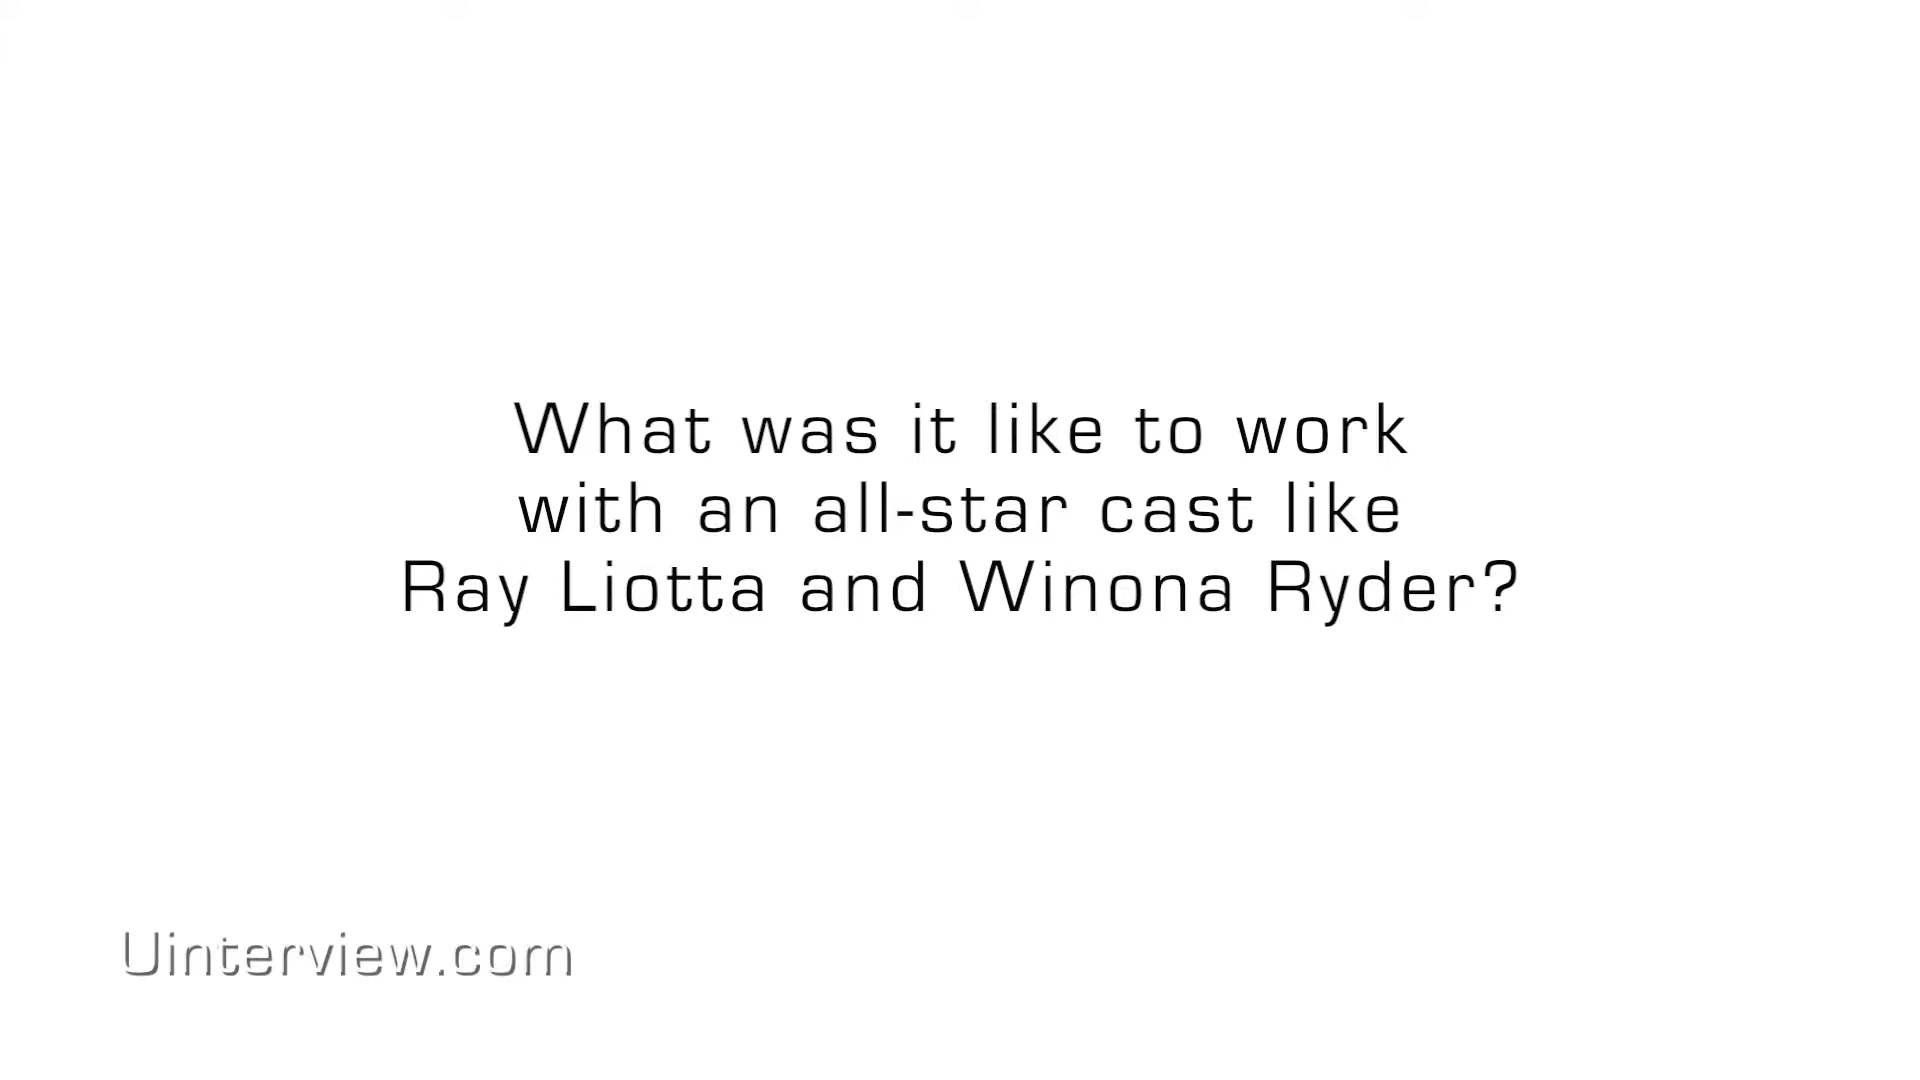 What was it like to work
with an all-star cast like
Ray Liotta and Winona Ryder?
Uinterview.com